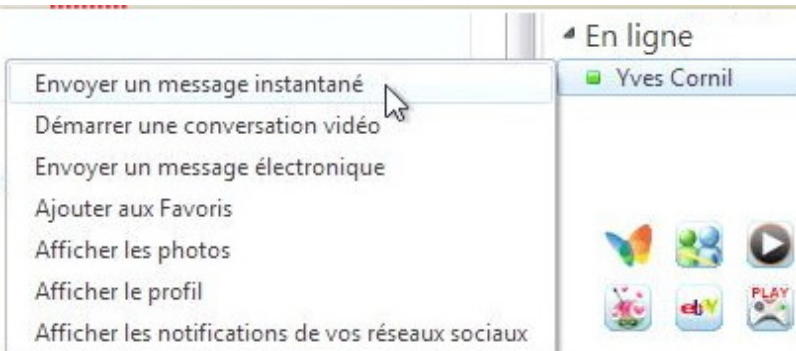 En ligne
Yves Cornil
Envoyer un message instantané
Démarrer une conversation vidéo
Envoyer un message électronique
Ajouter aux Favoris
Afficher les photos
Afficher le profil
Afficher les notifications de vos réseaux sociaux
ebY
PLAY